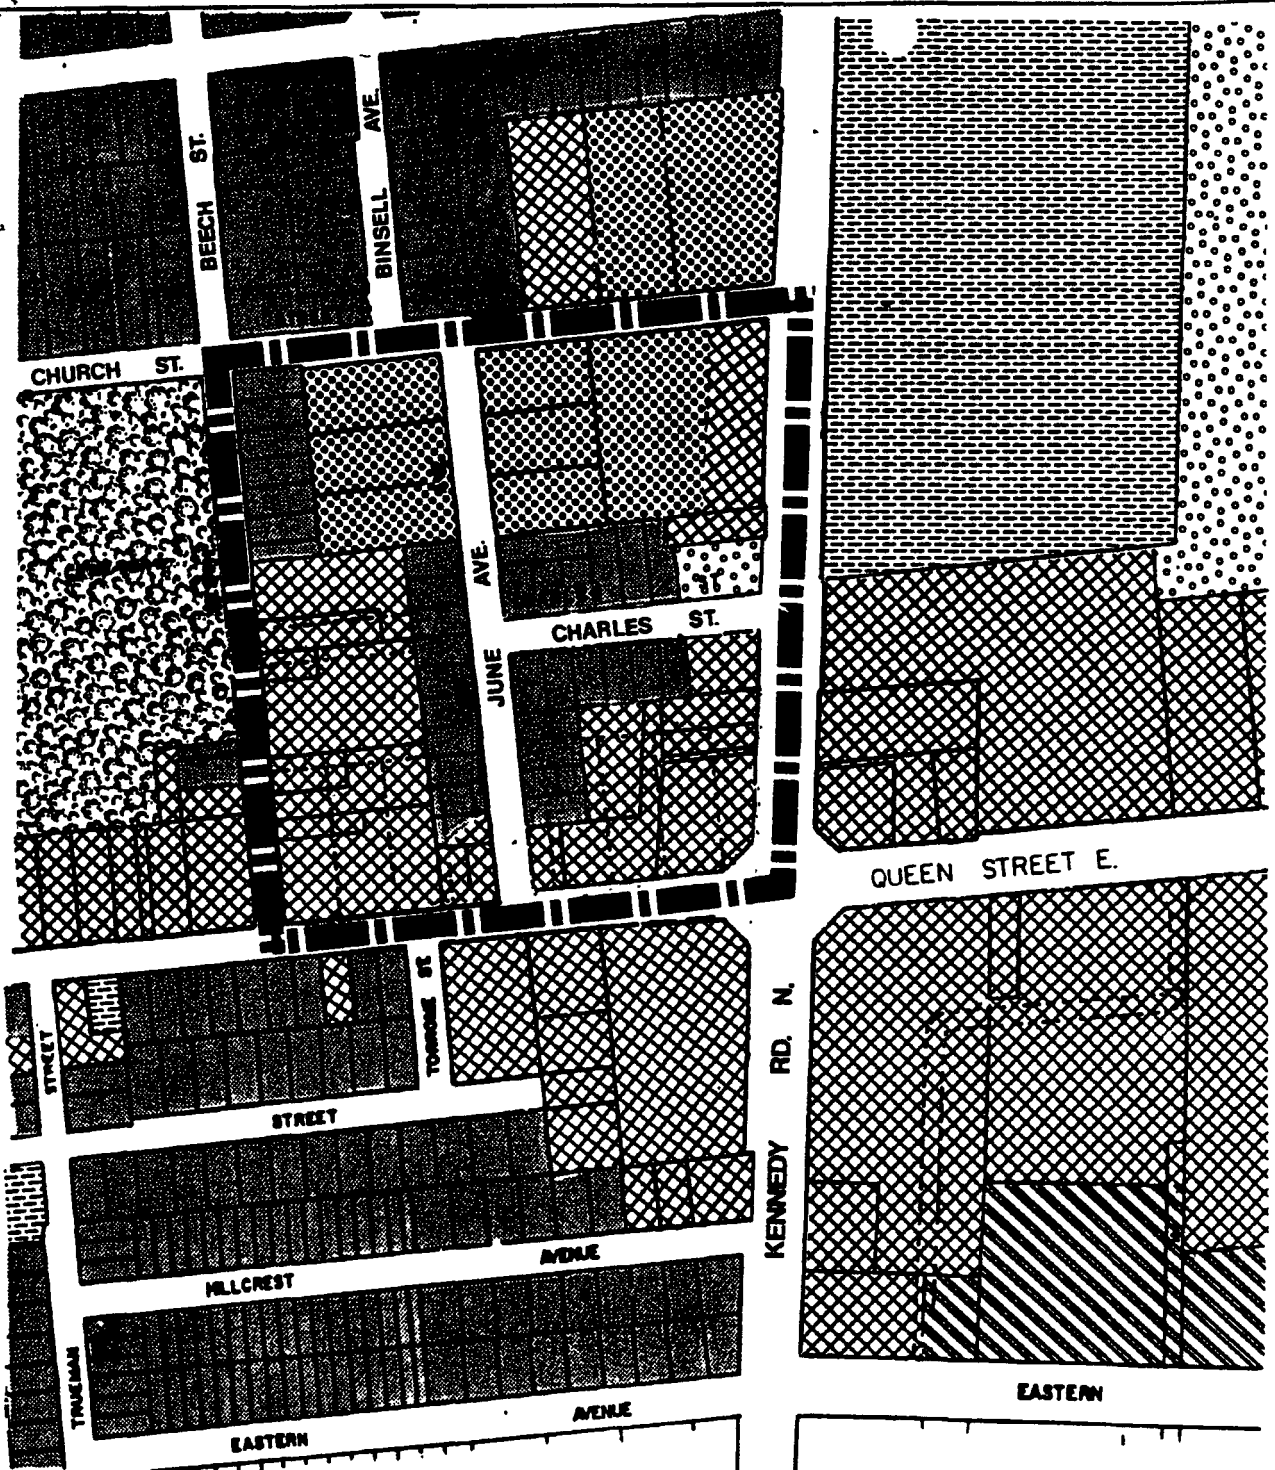 BEECH ST.
BINSELL AVE.
CHURCH ST.
JUNE AVE.
CHARLES ST.
QUEEN STREET E.
KENNEDY RD. N.
STREET
STREET
HILLCREST AVENUE
TRUEMAN
EASTERN AVENUE
EASTERN